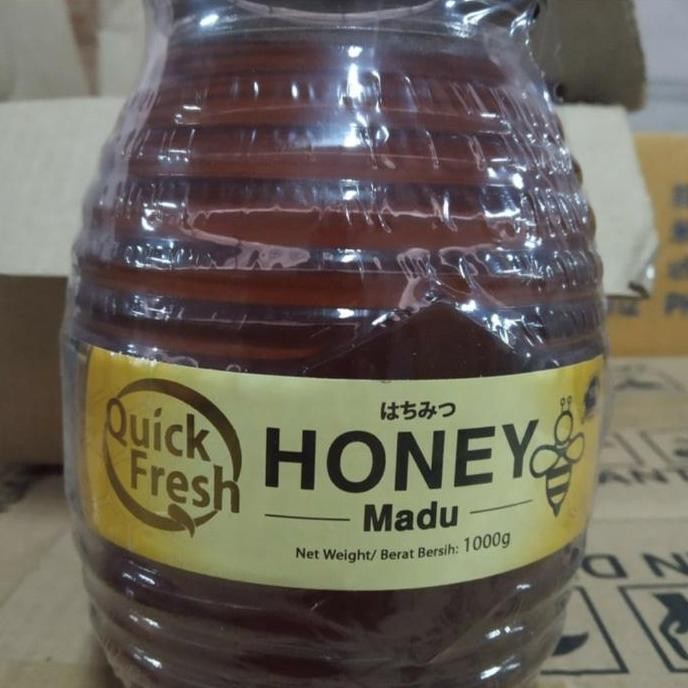 Quick
Fresh
はちみつ
HONEY
Madu
Net Weight/ Berat Bersih: 1000g